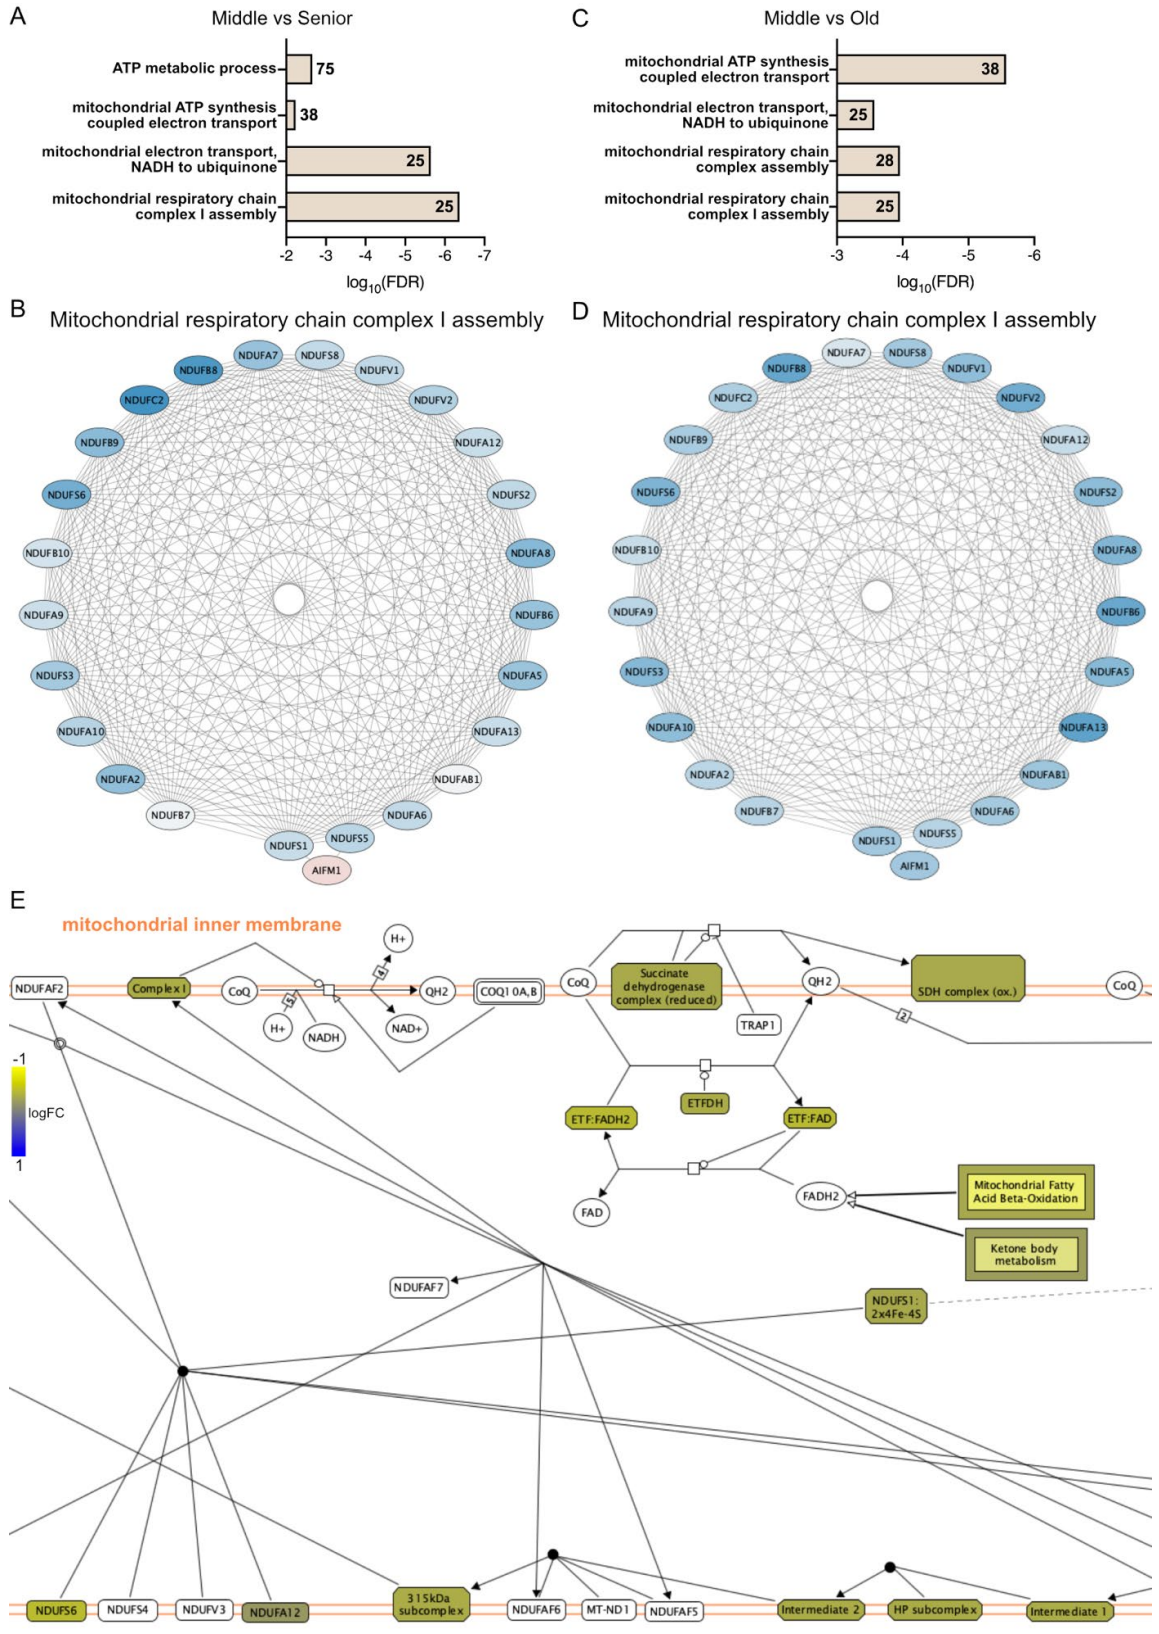 A
Middle vs Senior
ATP metabolic process
75
mitochondrial ATP synthesis
coupled electron transport
38
mitochondrial electron transport,
NADH to ubiquinone
25
mitochondrial respiratory chain
complex I assembly
25
-2 -3 -4 -5 -6 -7
log10(FDR)
C
Middle vs Old
mitochondrial ATP synthesis
coupled electron transport
38
mitochondrial electron transport,
NADH to ubiquinone
25
mitochondrial respiratory chain
complex assembly
28
mitochondrial respiratory chain
complex I assembly
25
-3 -4 -5 -6
log10(FDR)
B
Mitochondrial respiratory chain complex I assembly
NDUFA7
NDUFS8
NDUFV1
NDUFV2
NDUFA12
NDUFS2
NDUFA8
NDUFB6
NDUFA5
NDUFA13
NDUFAB1
NDUFA6
NDUFS5
AIFM1
NDUFS1
NDUFB7
NDUFA2
NDUFA10
NDUFS3
NDUFA9
NDUFB10
NDUFS6
NDUFB9
NDUFC2
NDUFB8
D
Mitochondrial respiratory chain complex I assembly
NDUFA7
NDUFS8
NDUFV1
NDUFV2
NDUFA12
NDUFS2
NDUFA8
NDUFB6
NDUFA5
NDUFA13
NDUFAB1
NDUFA6
NDUFS5
AIFM1
NDUFS1
NDUFB7
NDUFA2
NDUFA10
NDUFS3
NDUFA9
NDUFB10
NDUFS6
NDUFB9
NDUFC2
NDUFB8
E
mitochondrial inner membrane
NDUFAF2
Complex I
CoQ
H+
5
NADH
4
H+
NAD+
QH2
COQ10A,B
CoQ
Succinate
dehydrogenase
complex (reduced)
TRAP1
QH2
SDH complex (ox.)
2
CoQ
-1
logFC
1
ETFDH
ETF:FADH2
ETF:FAD
FAD
FADH2
Mitochondrial Fatty
Acid Beta-Oxidation
Ketone body
metabolism
NDUFAF7
NDUFS1:
2x4Fe-4S
NDUFS6
NDUFS4
NDUFV3
NDUFA12
315kDa
subcomplex
NDUFAF6
MT-ND1
NDUFAF5
Intermediate 2
HP subcomplex
Intermediate 1